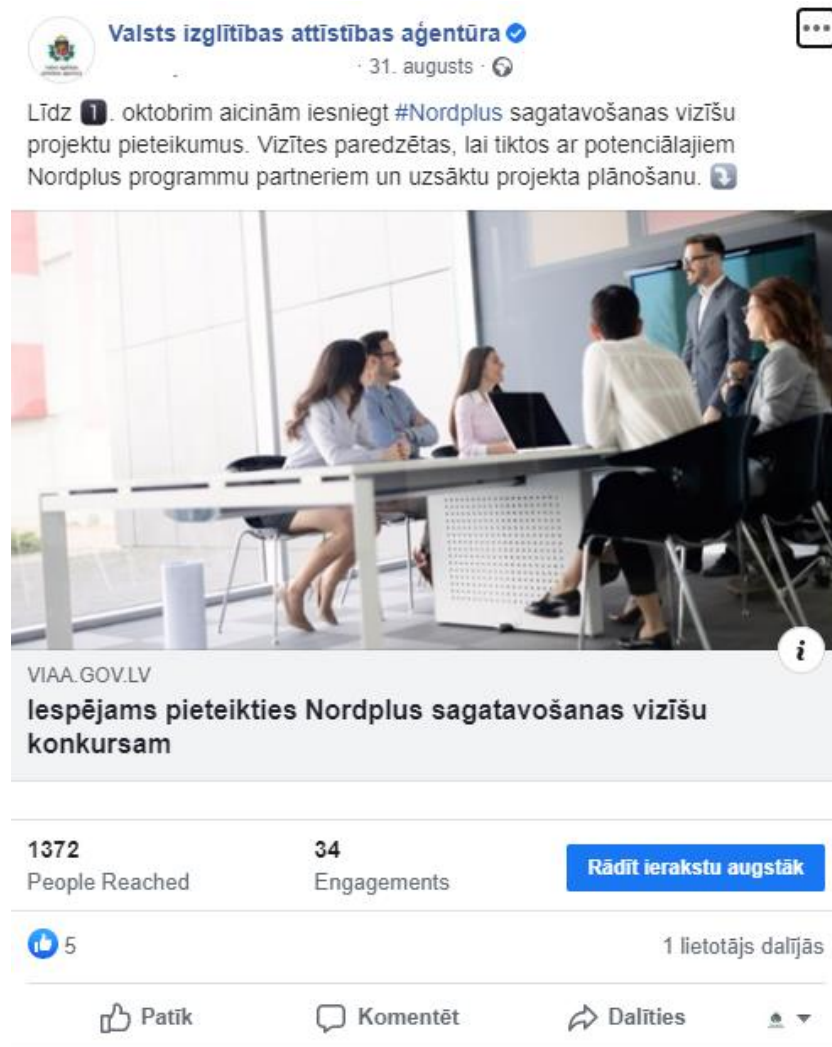 Valsts izglītības attīstības aģentūra
· 31. augusts ·
Līdz 1. oktobrim aicinām iesniegt #Nordplus sagatavošanas vizīšu
projektu pieteikumus. Vizītes paredzētas, lai tiktos ar potenciālajiem
Nordplus programmu partneriem un uzsāktu projekta plānošanu.
VIAA.GOV.LV
Iespējams pieteikties Nordplus sagatavošanas vizīšu
konkursam
1372 34
People Reached Engagements Rādīt ierakstu augstāk
5 1 lietotājs dalījās
Patīk Komentēt Dalīties